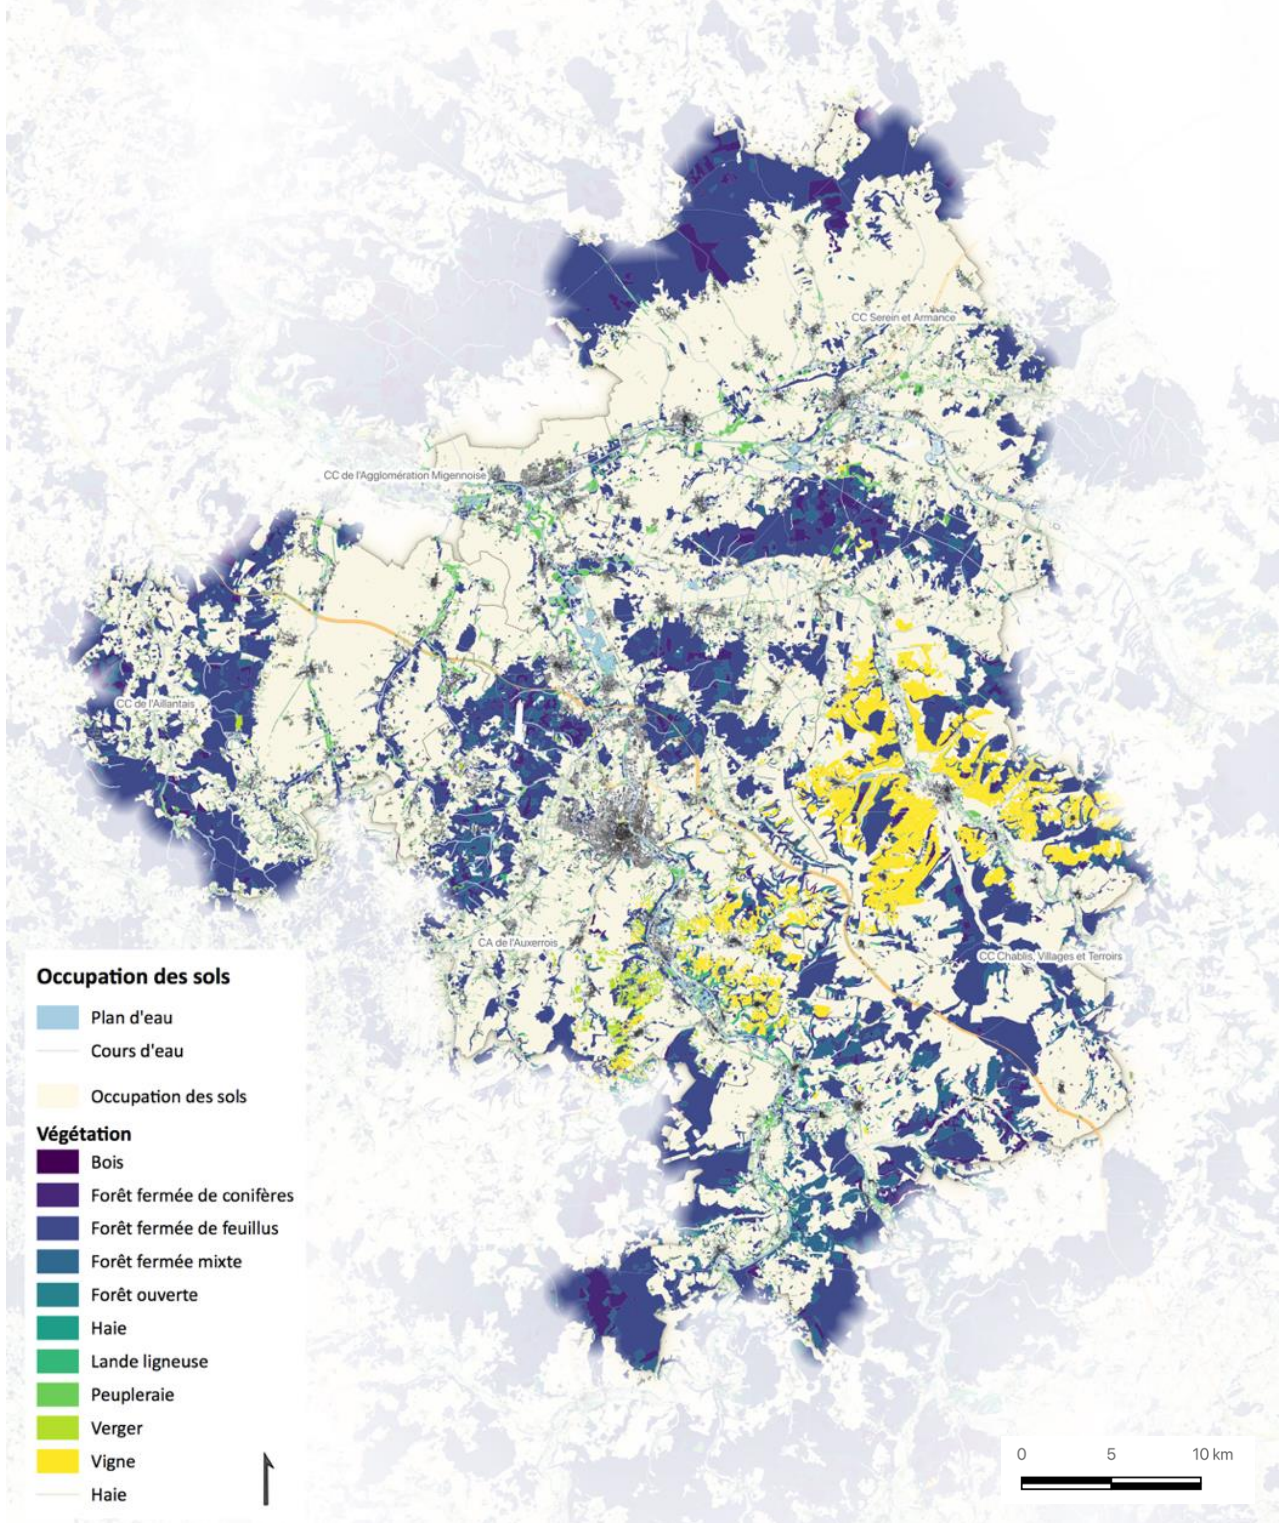 CC Serein et Armance
CC de l'Agglomération Migennoise
CC de l'Aillantais
CA de l'Auxerrois
CC Chablis, Villages et Terroirs
Occupation des sols
Plan d'eau
Cours d'eau
Occupation des sols
Végétation
Bois
Forêt fermée de conifères
Forêt fermée de feuillus
Forêt fermée mixte
Forêt ouverte
Haie
Lande ligneuse
Peupleraie
Verger
Vigne
Haie
0 5 10 km